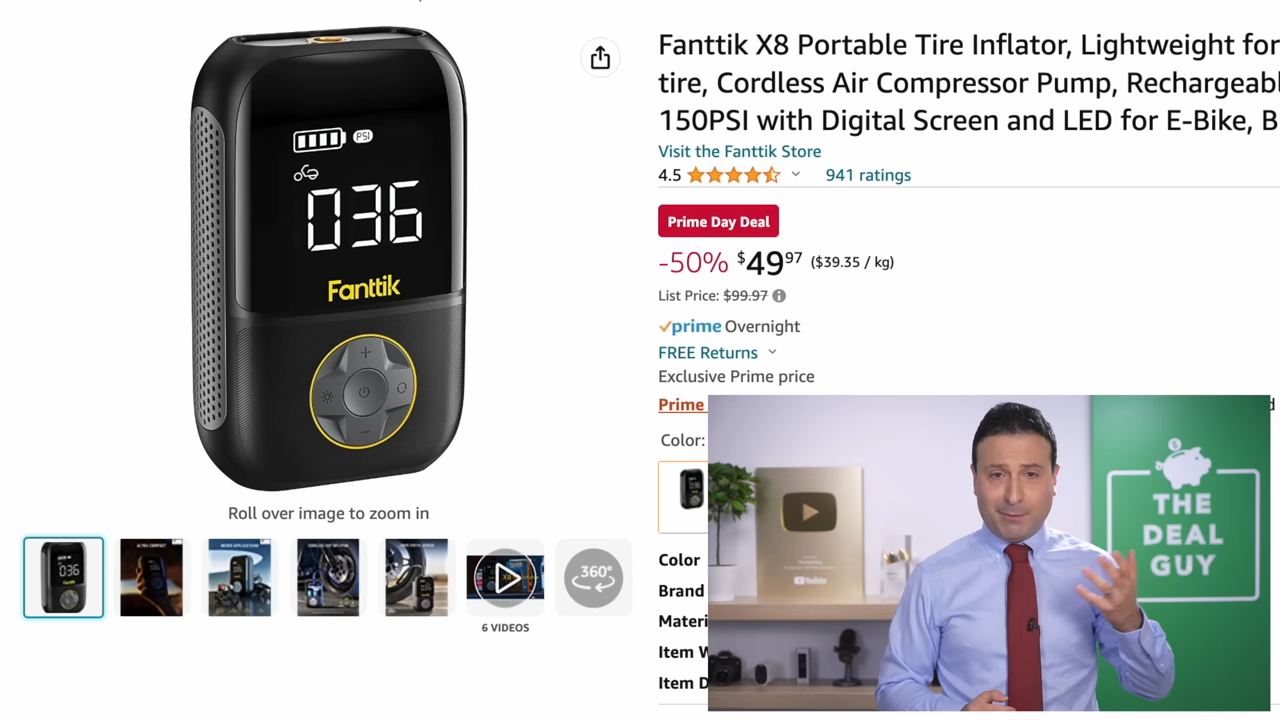 Fanttik X8 Portable Tire Inflator, Lightweight for
tire, Cordless Air Compressor Pump, Rechargeabl
150PSI with Digital Screen and LED for E-Bike, B
Visit the Fanttik Store
4.5 941 ratings
Prime Day Deal
-50% $49.97 ($39.35 / kg)
List Price: $99.97
prime Overnight
FREE Returns
Exclusive Prime price
Prime
Color:
Color
Brand
Materi
Item W
Item D
PSI
036
Fanttik
Roll over image to zoom in
360°
6 VIDEOS
THE
DEAL
GUY
YouTube